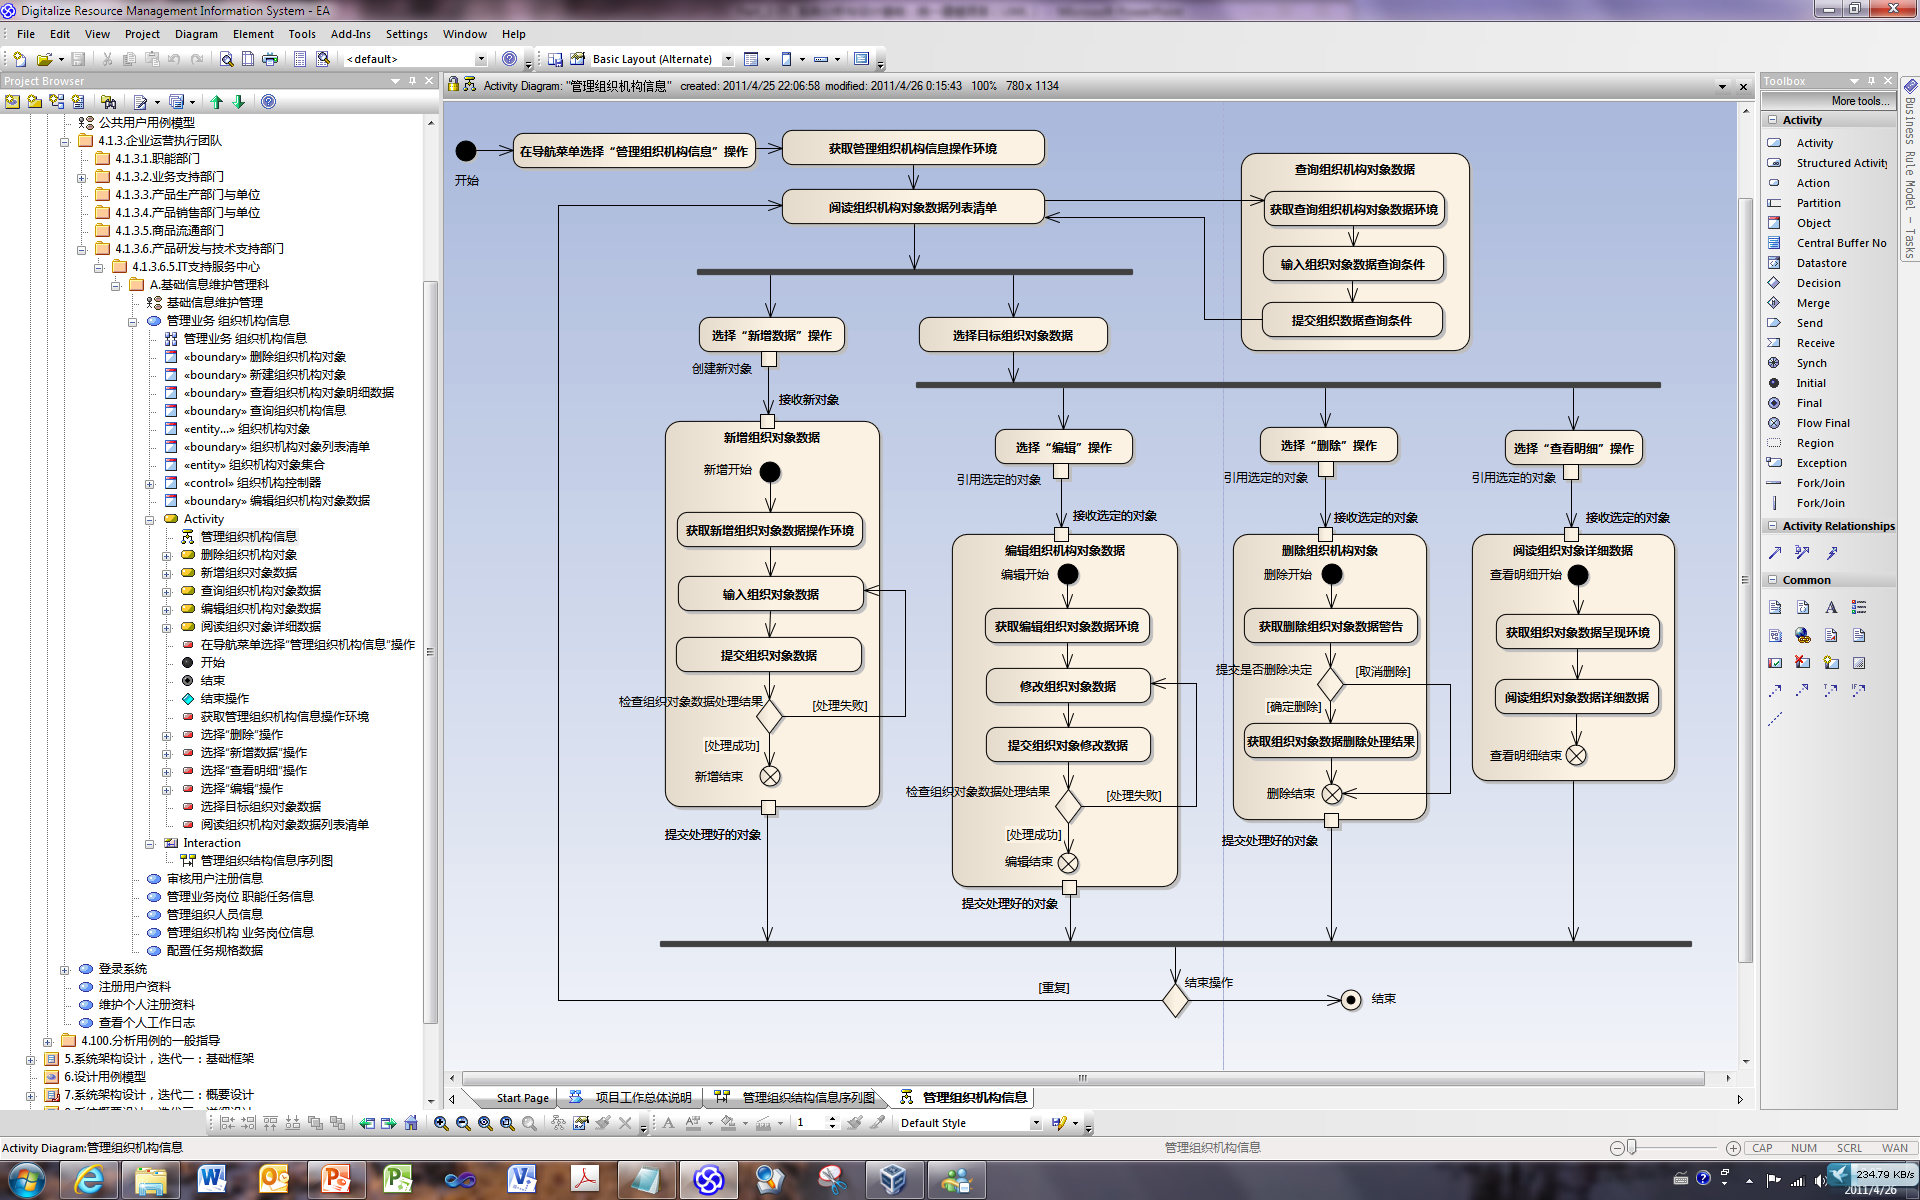 Digitalize Resource Management Information System - EA
File Edit View Project Diagram Element Tools Add-Ins Settings Window Help
<default>
Basic Layout (Alternate)
Project Browser
公共用户用例模型
4.1.3.企业运营执行团队
4.1.3.1.职能部门
4.1.3.2.业务支持部门
4.1.3.3.产品生产部门与单位
4.1.3.4.产品销售部门与单位
4.1.3.5.商品流通部门
4.1.3.6.产品研发与技术支持部门
4.1.3.6.5.IT支持服务中心
A.基础信息维护管理科
基础信息维护管理
管理业务 组织机构信息
管理业务 组织机构信息
«boundary» 删除组织机构对象
«boundary» 新建组织机构对象
«boundary» 查看组织机构对象明细数据
«boundary» 查询组织机构信息
«entity...» 组织机构对象
«boundary» 组织机构对象列表清单
«entity» 组织机构对象集合
«control» 组织机构控制器
«boundary» 编辑组织机构对象数据
Activity
管理组织机构信息
删除组织机构对象
新增组织对象数据
查询组织机构对象数据
编辑组织机构对象数据
阅读组织对象详细数据
在导航菜单选择“管理组织机构信息”操作
开始
结束
结束操作
获取管理组织机构信息操作环境
选择“删除”操作
选择“新增数据”操作
选择“查看明细”操作
选择“编辑”操作
选择目标组织对象数据
阅读组织机构对象数据列表清单
Interaction
管理组织结构信息序列图
审核用户注册信息
管理业务岗位 职能任务信息
管理组织人员信息
管理组织机构 业务岗位信息
配置任务规格数据
登录系统
注册用户资料
维护个人注册资料
查看个人工作日志
4.100.分析用例的一般指导
5.系统架构设计，迭代一：基础框架
6.设计用例模型
7.系统架构设计，迭代二：概要设计
Activity Diagram: "管理组织机构信息" created: 2011/4/25 22:06:58 modified: 2011/4/26 0:15:43 100% 780 x 1134
开始
在导航菜单选择“管理组织机构信息”操作
获取管理组织机构信息操作环境
阅读组织机构对象数据列表清单
查询组织机构对象数据
获取查询组织机构对象数据环境
输入组织对象数据查询条件
提交组织数据查询条件
选择“新增数据”操作
选择目标组织对象数据
创建新对象
接收新对象
新增组织对象数据
新增开始
获取新增组织对象数据操作环境
输入组织对象数据
提交组织对象数据
检查组织对象数据处理结果
[处理失败]
[处理成功]
新增结束
提交处理好的对象
选择“编辑”操作
引用选定的对象
接收选定的对象
编辑组织机构对象数据
编辑开始
获取编辑组织对象数据环境
修改组织对象数据
提交组织对象修改数据
检查组织对象数据处理结果
[处理失败]
[处理成功]
编辑结束
提交处理好的对象
选择“删除”操作
引用选定的对象
接收选定的对象
删除组织机构对象
删除开始
获取删除组织对象数据警告
提交是否删除决定
[取消删除]
[确定删除]
获取组织对象数据删除处理结果
删除结束
提交处理好的对象
选择“查看明细”操作
引用选定的对象
接收选定的对象
阅读组织对象详细数据
查看明细开始
获取组织对象数据呈现环境
阅读组织对象数据详细数据
查看明细结束
[重复]
结束操作
结束
Toolbox
More tools...
Activity
Activity
Structured Activity
Action
Partition
Object
Central Buffer No
Datastore
Decision
Merge
Send
Receive
Synch
Initial
Final
Flow Final
Region
Exception
Fork/Join
Fork/Join
Activity Relationships
Common
Business Rule Model - Tasks
Start Page 项目工作总体说明 管理组织结构信息序列图 管理组织机构信息
1
Default Style
Activity Diagram:管理组织机构信息
管理组织机构信息
CAP NUM SCRL WAN
234.79 KB/s
2011/4/26